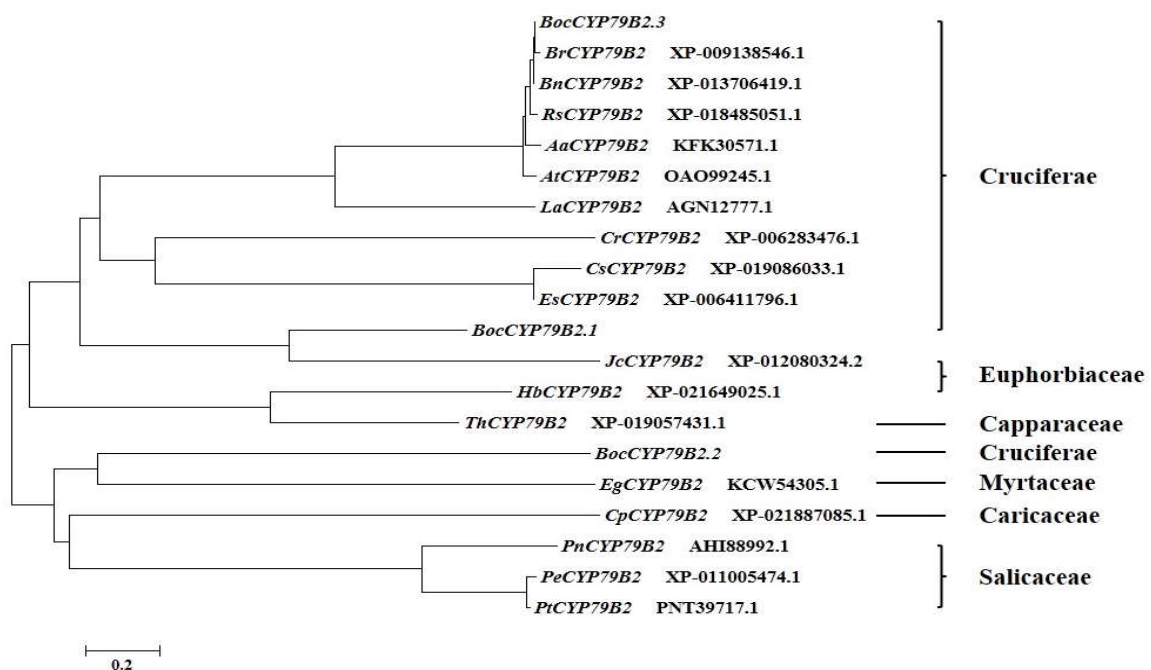 BocCYP79B2.3
BrCYP79B2 XP-009138546.1
BnCYP79B2 XP-013706419.1
RsCYP79B2 XP-018485051.1
AaCYP79B2 KFK30571.1
AtCYP79B2 OAO99245.1
Cruciferae
LaCYP79B2 AGN12777.1
CrCYP79B2 XP-006283476.1
CsCYP79B2 XP-019086033.1
EsCYP79B2 XP-006411796.1
BocCYP79B2.1
JcCYP79B2 XP-012080324.2
Euphorbiaceae
HbCYP79B2 XP-021649025.1
ThCYP79B2 XP-019057431.1 Capparaceae
BocCYP79B2.2 Cruciferae
EgCYP79B2 KCW54305.1 Myrtaceae
CpCYP79B2 XP-021887085.1 Caricaceae
PnCYP79B2 AHI88992.1
PeCYP79B2 XP-011005474.1 Salicaceae
PtCYP79B2 PNT39717.1
0.2